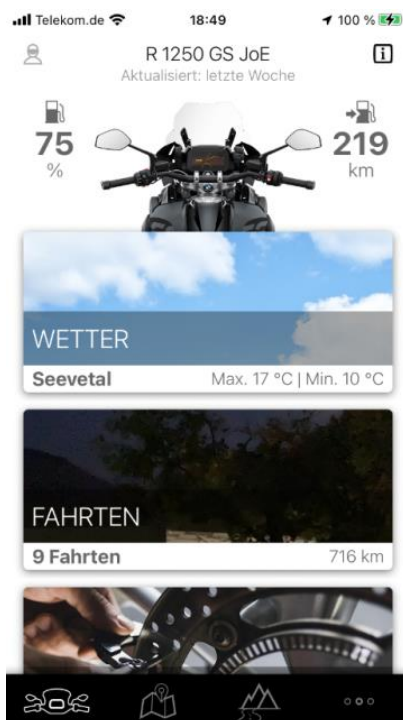 Telekom.de 18:49 100 %
R 1250 GS JoE
Aktualisiert: letzte Woche
75 219
% km
WETTER
Seevetal Max. 17 °C | Min. 10 °C
FAHRTEN
9 Fahrten 716 km